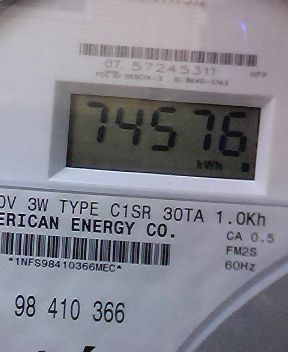 07 57245311
74576
kWh
0V 3W TYPE C1SR 30TA 1.0Kh
ERICAN ENERGY CO.
CA 0.5
*1NFS98410366MEC*
FM2S
60Hz
98 410 366